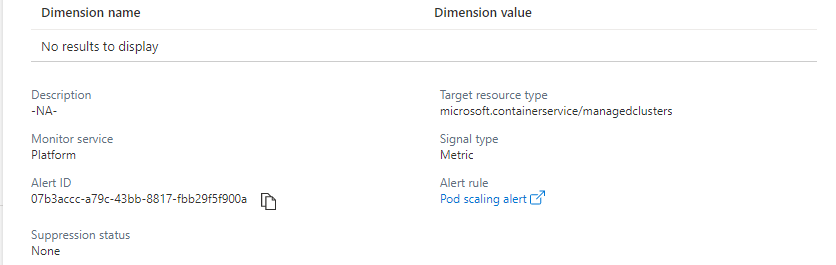 Dimension name
Dimension value
No results to display
Description
-NA-
Target resource type
microsoft.containerservice/managedclusters
Monitor service
Platform
Signal type
Metric
Alert ID
07b3accc-a79c-43bb-8817-fbb29f5f900a
Alert rule
Pod scaling alert
Suppression status
None